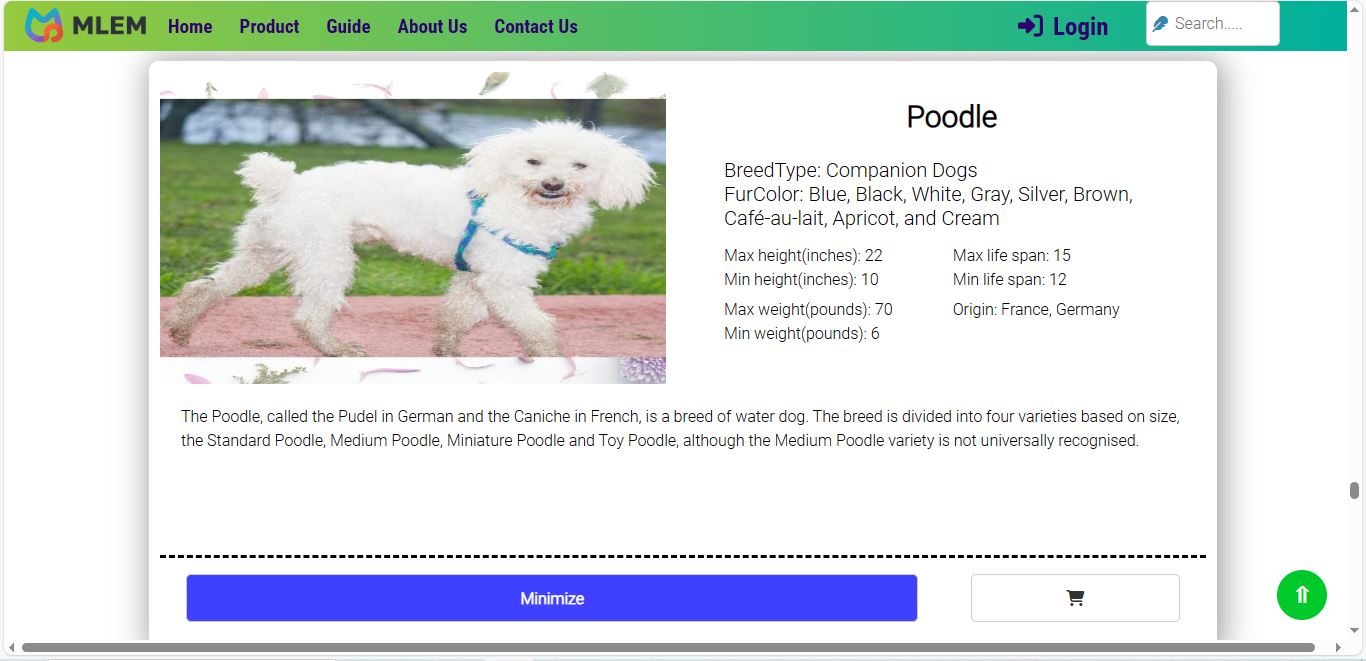 MLEM Home Product Guide About Us Contact Us Login Search.....
Poodle
BreedType: Companion Dogs
FurColor: Blue, Black, White, Gray, Silver, Brown,
Café-au-lait, Apricot, and Cream
Max height(inches): 22 Max life span: 15
Min height(inches): 10 Min life span: 12
Max weight(pounds): 70 Origin: France, Germany
Min weight(pounds): 6
The Poodle, called the Pudel in German and the Caniche in French, is a breed of water dog. The breed is divided into four varieties based on size,
the Standard Poodle, Medium Poodle, Miniature Poodle and Toy Poodle, although the Medium Poodle variety is not universally recognised.
Minimize